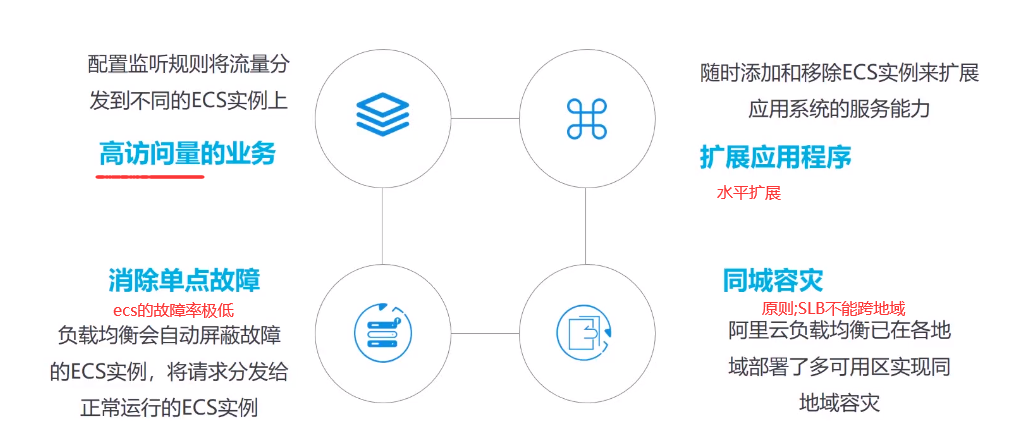 配置监听规则将流量分
发到不同的ECS实例上
高访问量的业务
随时添加和移除ECS实例来扩展
应用系统的服务能力
扩展应用程序
水平扩展
消除单点故障
ecs的故障率极低
负载均衡会自动屏蔽故障
的ECS实例，将请求分发给
正常运行的ECS实例
同城容灾
原则;SLB不能跨地域
阿里云负载均衡已在各地
域部署了多可用区实现同
地域容灾